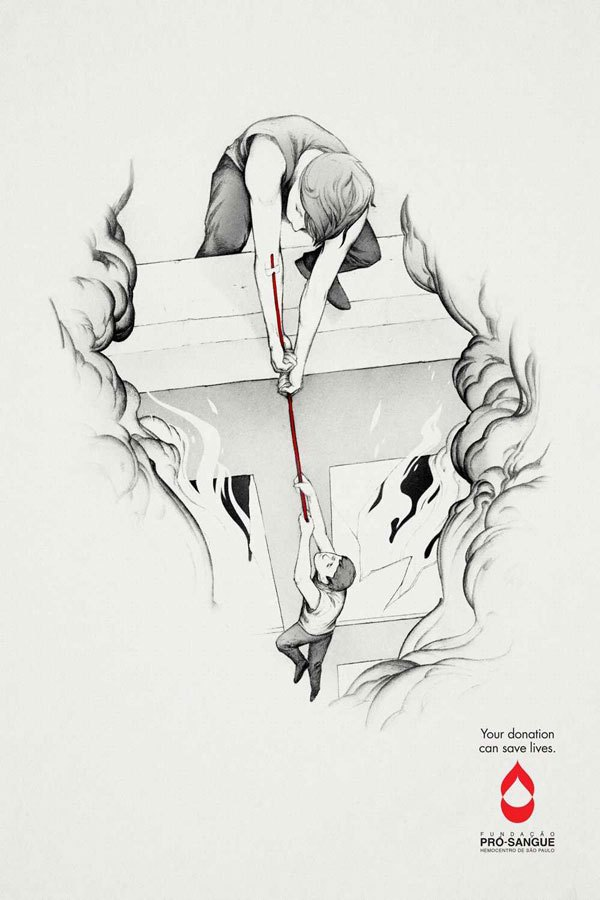 Your donation
can save lives.
FUNDAÇÃO
PRÓ-SANGUE
HEMOCENTRO DE SÃO PAULO